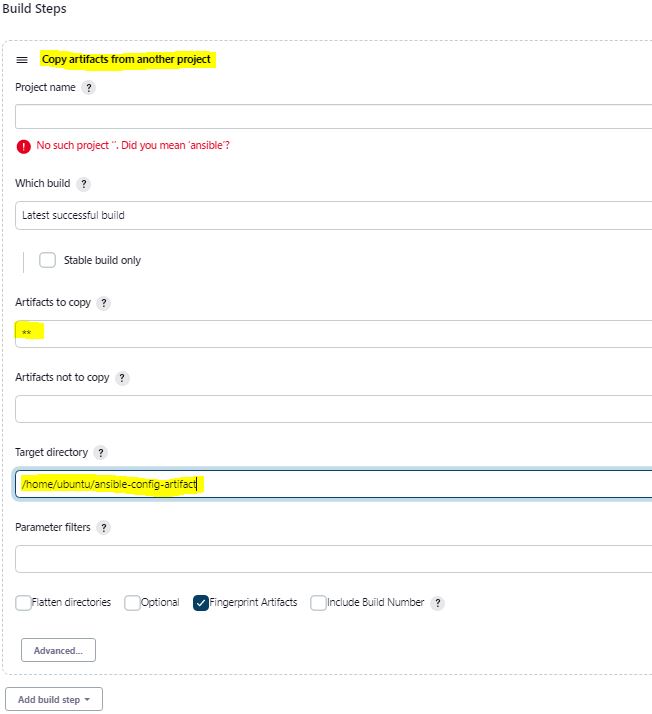 Build Steps
Copy artifacts from another project
Project name ?
! No such project ''. Did you mean 'ansible'?
Which build ?
Latest successful build
Stable build only
Artifacts to copy ?
**
Artifacts not to copy ?
Target directory ?
/home/ubuntu/ansible-config-artifact
Parameter filters ?
Flatten directories Optional Fingerprint Artifacts Include Build Number ?
Advanced...
Add build step